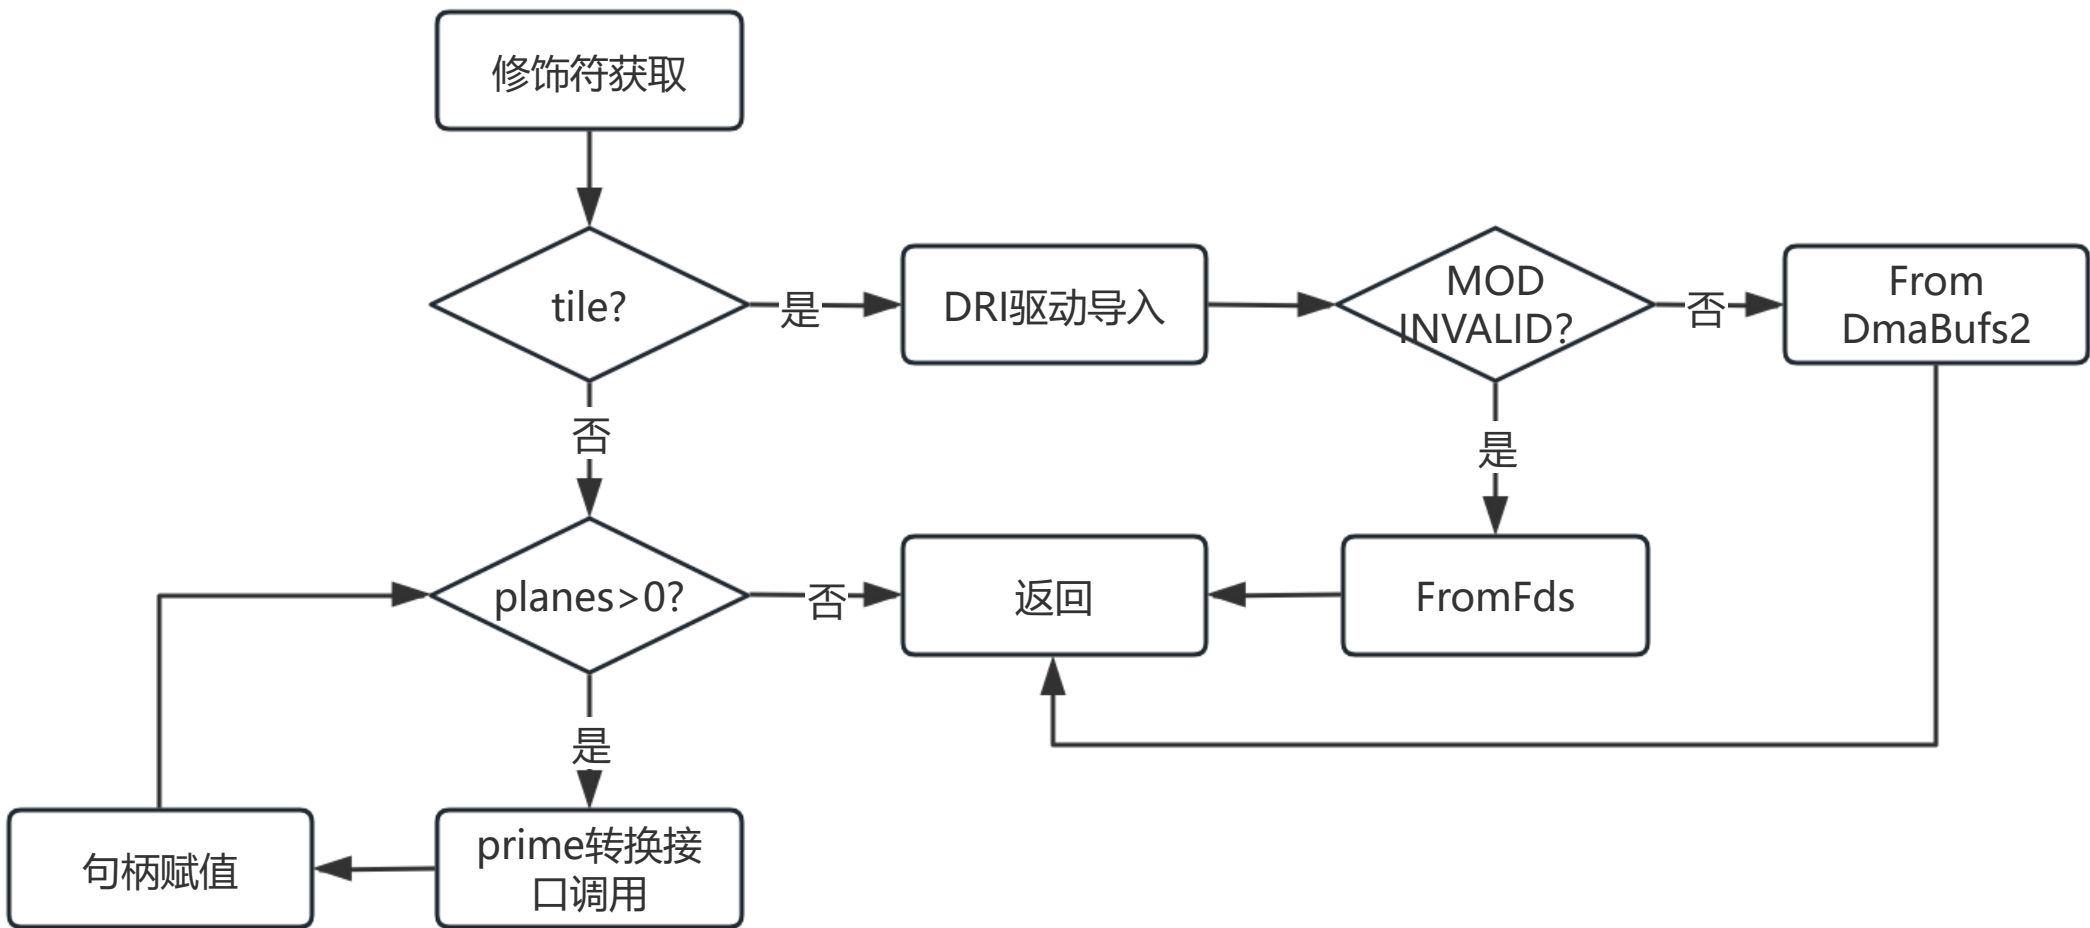 修饰符获取
tile?
是
DRI驱动导入
MOD
INVALID?
否
From
DmaBufs2
否
是
planes>0?
否
返回
FromFds
是
句柄赋值
prime转换接
口调用